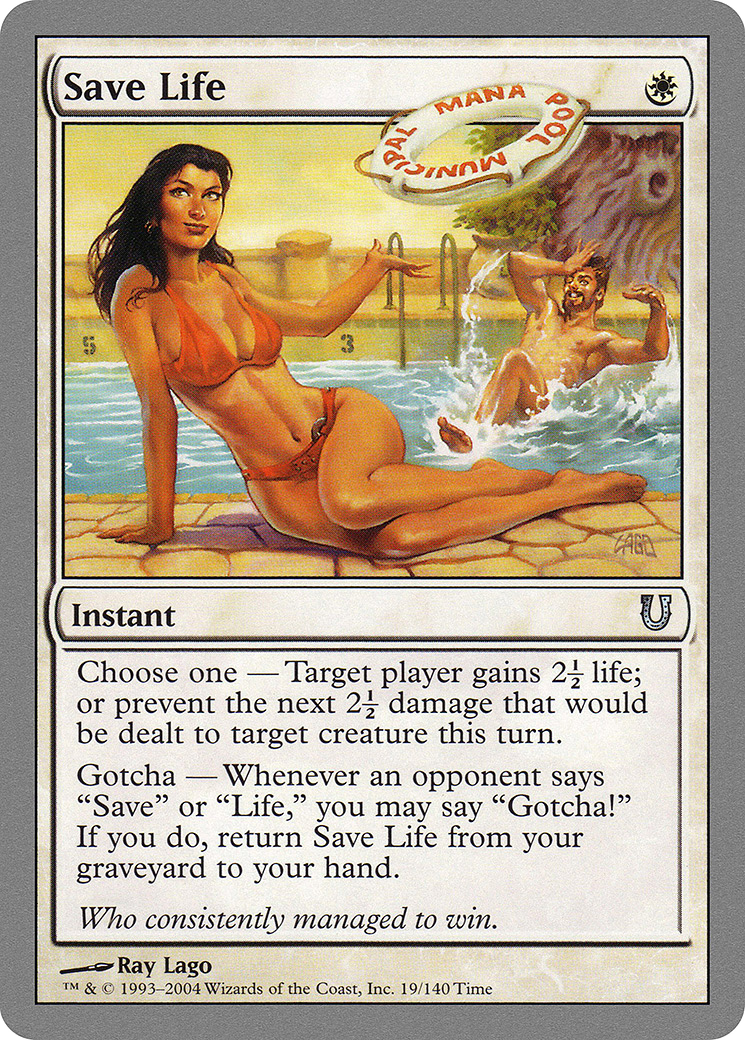 Save Life
MUNICIPAL MANA POOL
5
3
LAGO
Instant
Choose one — Target player gains 2½ life;
or prevent the next 2½ damage that would
be dealt to target creature this turn.
Gotcha — Whenever an opponent says
“Save” or “Life,” you may say “Gotcha!”
If you do, return Save Life from your
graveyard to your hand.
Who consistently managed to win.
Ray Lago
™ & © 1993–2004 Wizards of the Coast, Inc. 19/140 Time